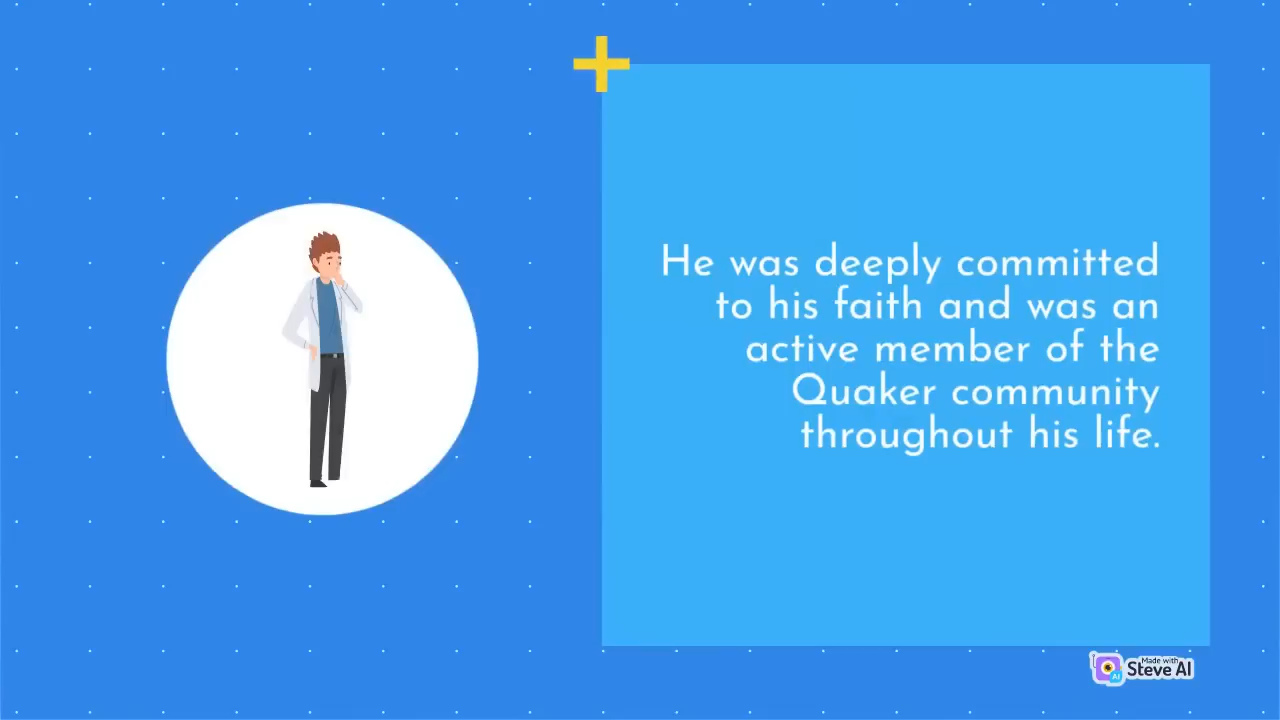 He was deeply committed
to his faith and was an
active member of the
Quaker community
throughout his life.
Made with
Steve AI
AI